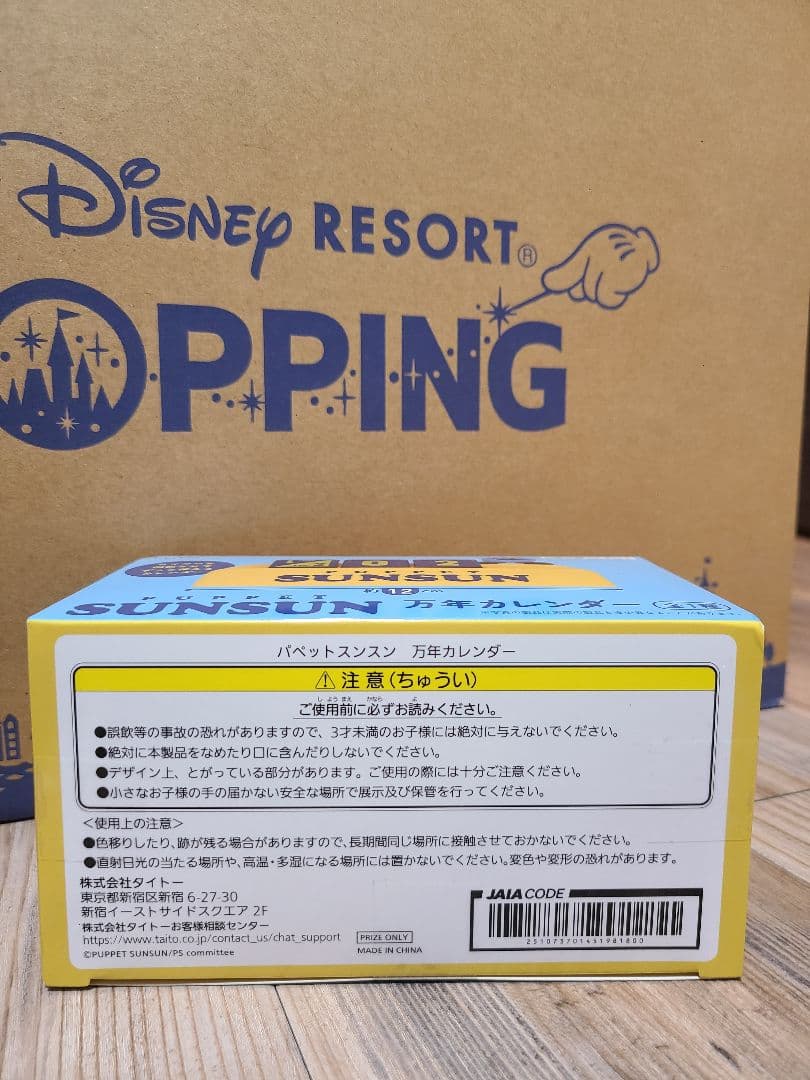 Disney RESORT®
OPPING
02
PUPPET
SUNSUN
約12cm
PUPPET
SUNSUN 万年カレンダー 全1種
パペットスンスン 万年カレンダー
⚠注意(ちゅうい)
ご使用前に必ずお読みください。
●誤飲等の事故の恐れがありますので、3才未満のお子様には絶対に与えないでください。
●絶対に本製品をなめたり口に含んだりしないでください。
●デザイン上、とがっている部分があります。ご使用の際には十分ご注意ください。
●小さなお子様の手の届かない安全な場所で展示及び保管を行ってください。
<使用上の注意>
●色移りしたり、跡が残る場合がありますので、長期間同じ場所に接触させておかないでください。
●直射日光の当たる場所や、高温・多湿になる場所には置かないでください。変色や変形の恐れがあります。
株式会社タイトー
東京都新宿区新宿 6-27-30
新宿イーストサイドスクエア 2F
株式会社タイトーお客様相談センター
https://www.taito.co.jp/contact_us/chat_support
©PUPPET SUNSUN/PS committee
PRIZE ONLY
MADE IN CHINA
JAIA CODE
251075701451981800